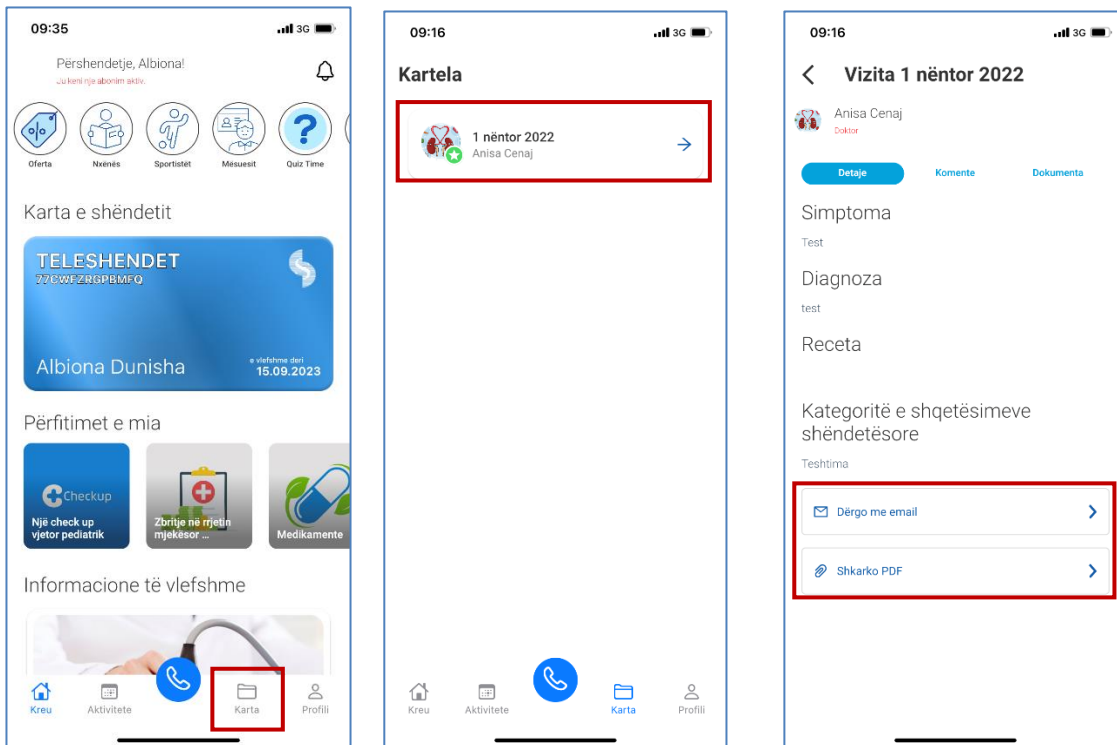 09:35
3G
Përshendetje, Albiona!
Ju keni nje abonim aktiv.
Oferta
Nxënës
Sportistët
Mësuesit
Quiz Time
Karta e shëndetit
TELESHENDET
77CWFZRGPBMFQ
Albiona Dunisha
e vlefshme deri
15.09.2023
Përfitimet e mia
Checkup
Një check up
vjetor pediatrik
Zbritje në rrjetin
mjekësor ...
Medikamente
Informacione të vlefshme
Kreu
Aktivitete
Karta
Profili
09:16
3G
Kartela
1 nëntor 2022
Anisa Cenaj
Kreu
Aktivitete
Karta
Profili
09:16
3G
Vizita 1 nëntor 2022
Anisa Cenaj
Doktor
Detaje
Komente
Dokumenta
Simptoma
Test
Diagnoza
test
Receta
Kategoritë e shqetësimeve
shëndetësore
Teshtima
Dërgo me email
Shkarko PDF